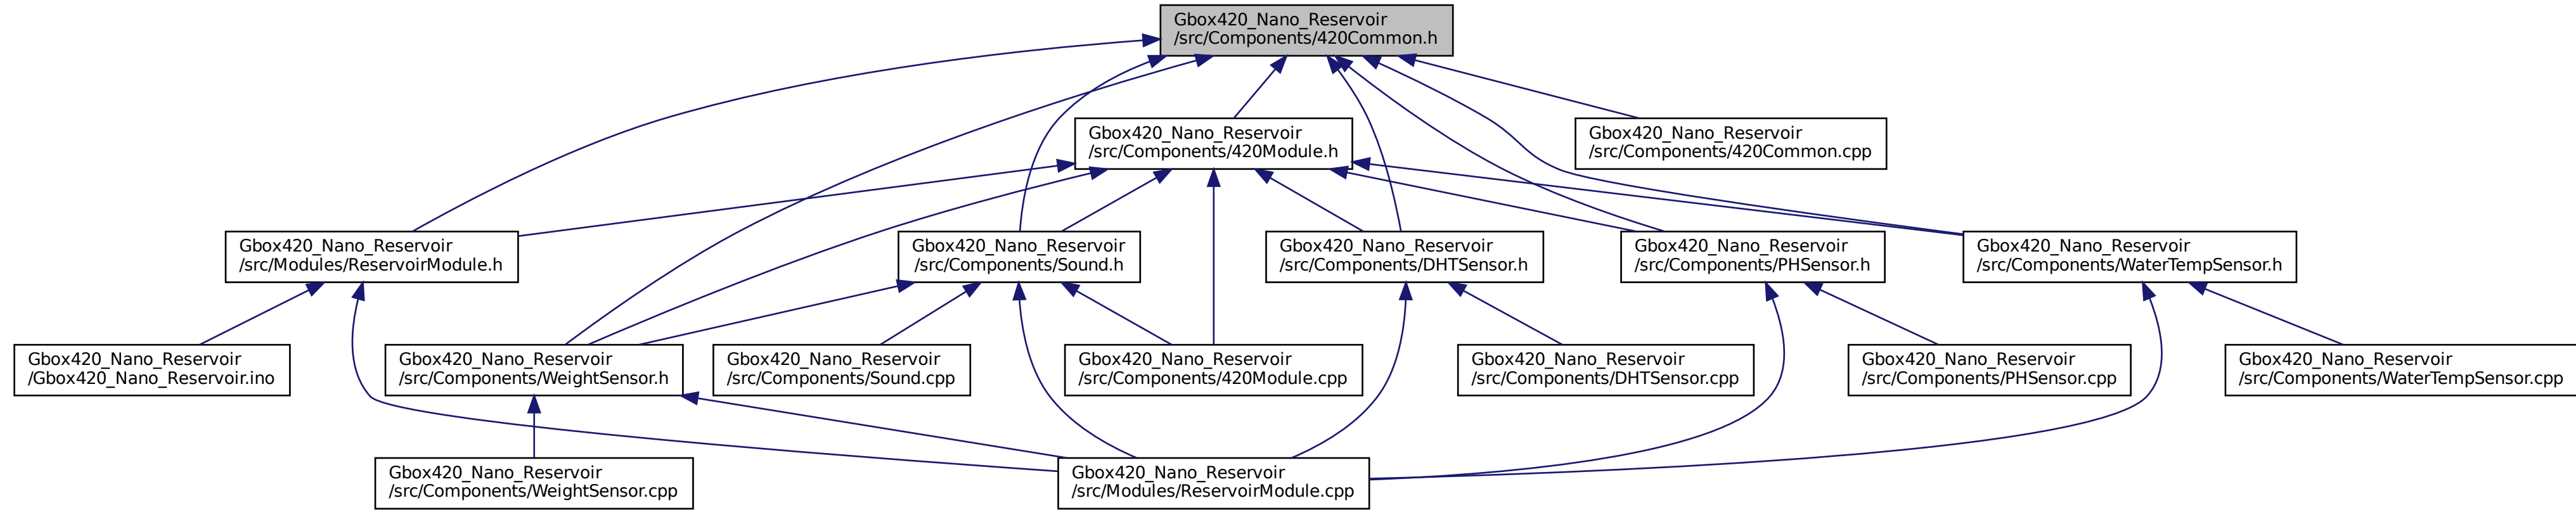 Gbox420_Nano_Reservoir
/src/Components/420Common.h
Gbox420_Nano_Reservoir
/src/Components/420Module.h
Gbox420_Nano_Reservoir
/src/Components/420Common.cpp
Gbox420_Nano_Reservoir
/src/Modules/ReservoirModule.h
Gbox420_Nano_Reservoir
/src/Components/Sound.h
Gbox420_Nano_Reservoir
/src/Components/DHTSensor.h
Gbox420_Nano_Reservoir
/src/Components/PHSensor.h
Gbox420_Nano_Reservoir
/src/Components/WaterTempSensor.h
Gbox420_Nano_Reservoir
/Gbox420_Nano_Reservoir.ino
Gbox420_Nano_Reservoir
/src/Components/WeightSensor.h
Gbox420_Nano_Reservoir
/src/Components/Sound.cpp
Gbox420_Nano_Reservoir
/src/Components/420Module.cpp
Gbox420_Nano_Reservoir
/src/Components/DHTSensor.cpp
Gbox420_Nano_Reservoir
/src/Components/PHSensor.cpp
Gbox420_Nano_Reservoir
/src/Components/WaterTempSensor.cpp
Gbox420_Nano_Reservoir
/src/Components/WeightSensor.cpp
Gbox420_Nano_Reservoir
/src/Modules/ReservoirModule.cpp